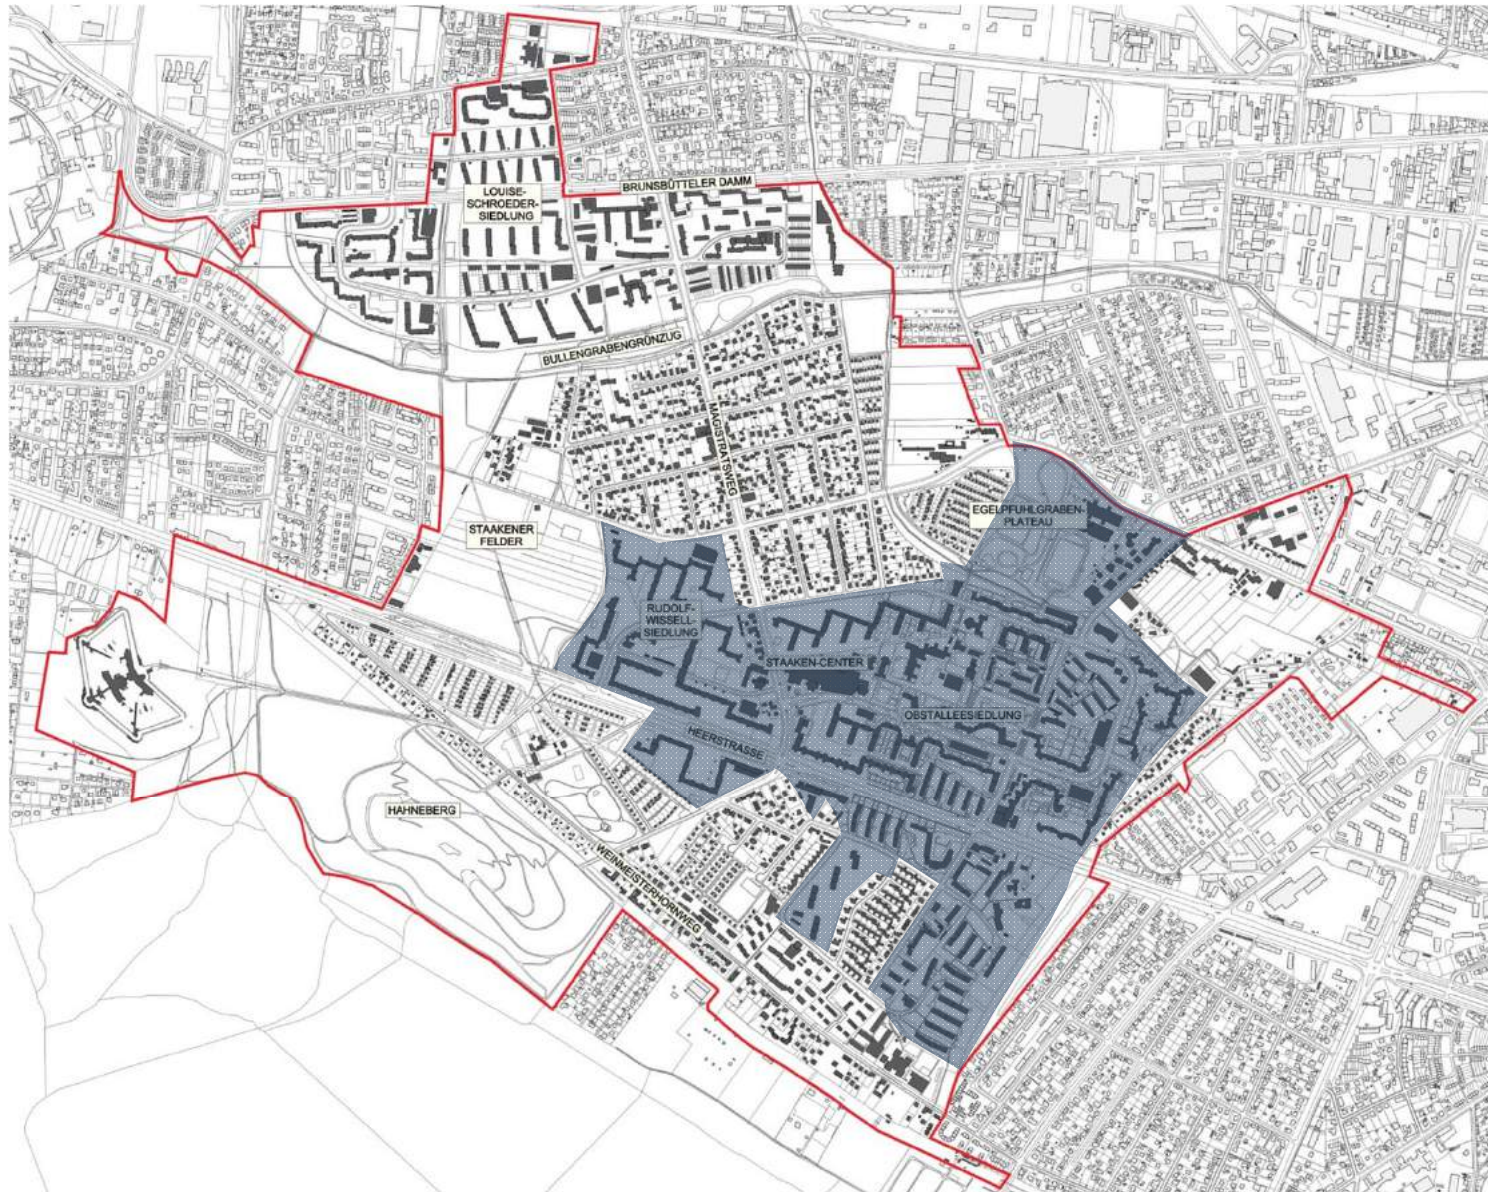 LOUISE-
SCHROEDER-
SIEDLUNG
BRUNSBÜTTELER DAMM
BULLENGRABENGRÜNZUG
MAGISTRATSWEG
STAAKENER
FELDER
EGELPFUHLGRABEN-
PLATEAU
RUDOLF-
WISSELL-
SIEDLUNG
STAAKEN-CENTER
OBSTALLEESIEDLUNG
HEERSTRASSE
HAHNEBERG
WEINMEISTERHORNWEG